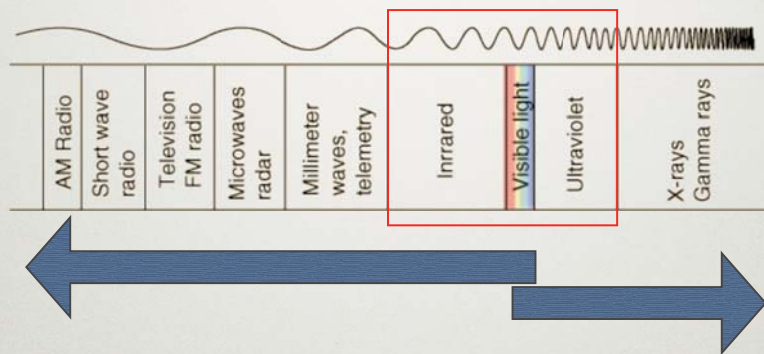 AM Radio
Short wave
radio
Television
FM radio
Microwaves
radar
Millimeter
waves,
telemetry
Inrrared
Visible light
Ultraviolet
X-rays
Gamma rays